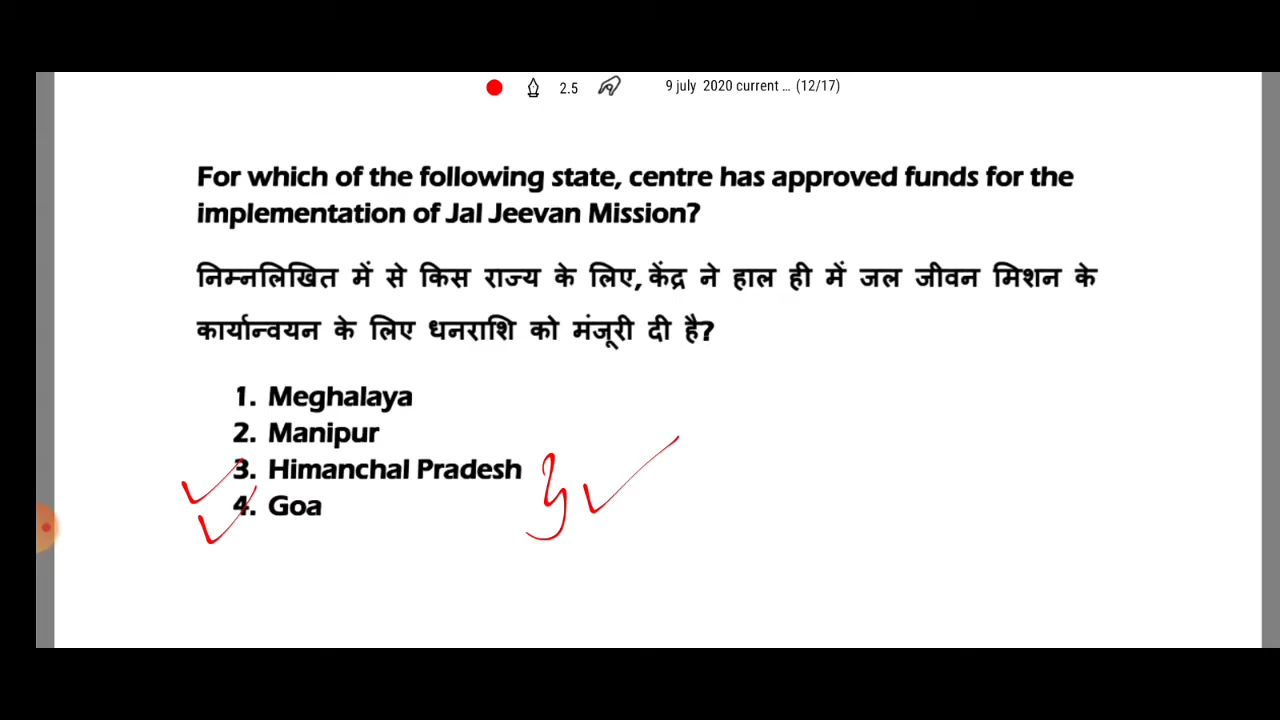 2.5 9 july 2020 current ... (12/17)
For which of the following state, centre has approved funds for the
implementation of Jal Jeevan Mission?
निम्नलिखित में से किस राज्य के लिए, केंद्र ने हाल ही में जल जीवन मिशन के
कार्यान्वयन के लिए धनराशि को मंजूरी दी है?
1. Meghalaya
2. Manipur
3. Himanchal Pradesh
4. Goa